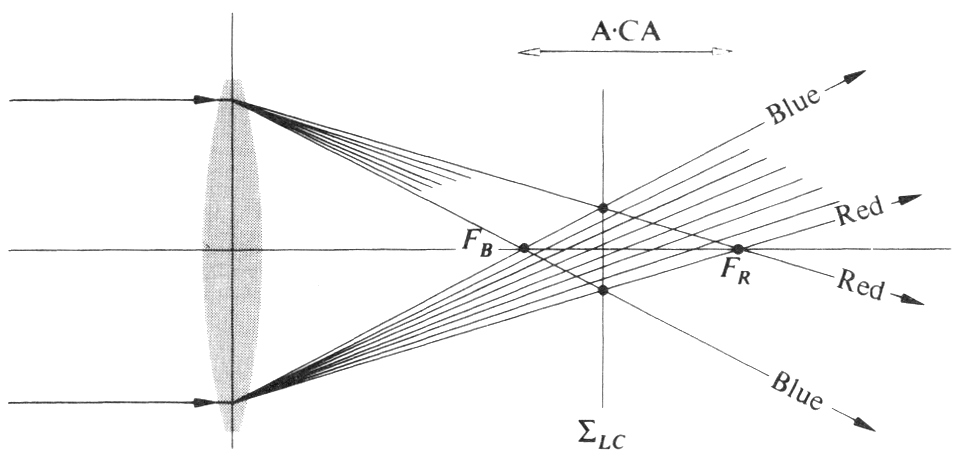 A·CA
Blue
Red
F_B
F_R
Red
Blue
Σ_LC